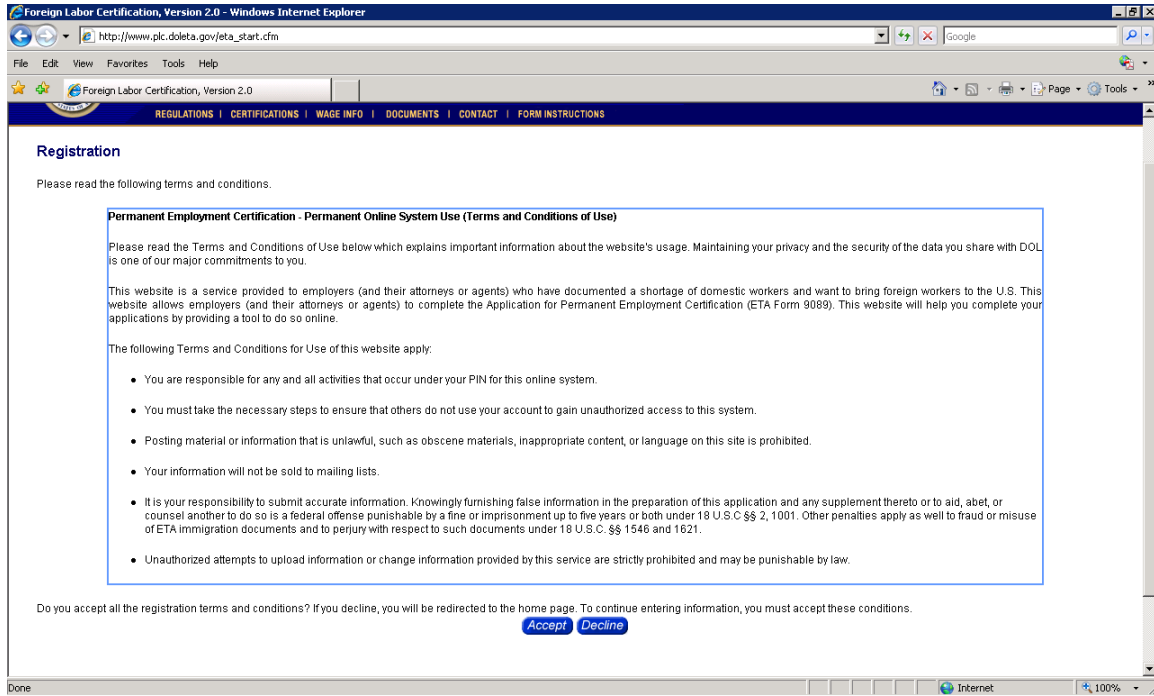 Foreign Labor Certification, Version 2.0 - Windows Internet Explorer
http://www.plc.doleta.gov/eta_start.cfm
Google
File Edit View Favorites Tools Help
Foreign Labor Certification, Version 2.0
Page Tools
REGULATIONS | CERTIFICATIONS | WAGE INFO | DOCUMENTS | CONTACT | FORM INSTRUCTIONS
Registration
Please read the following terms and conditions.
Permanent Employment Certification - Permanent Online System Use (Terms and Conditions of Use)
Please read the Terms and Conditions of Use below which explains important information about the website's usage. Maintaining your privacy and the security of the data you share with DOL
is one of our major commitments to you.
This website is a service provided to employers (and their attorneys or agents) who have documented a shortage of domestic workers and want to bring foreign workers to the U.S. This
website allows employers (and their attorneys or agents) to complete the Application for Permanent Employment Certification (ETA Form 9089). This website will help you complete your
applications by providing a tool to do so online.
The following Terms and Conditions for Use of this website apply:
• You are responsible for any and all activities that occur under your PIN for this online system.
• You must take the necessary steps to ensure that others do not use your account to gain unauthorized access to this system.
• Posting material or information that is unlawful, such as obscene materials, inappropriate content, or language on this site is prohibited.
• Your information will not be sold to mailing lists.
• It is your responsibility to submit accurate information. Knowingly furnishing false information in the preparation of this application and any supplement thereto or to aid, abet, or
counsel another to do so is a federal offense punishable by a fine or imprisonment up to five years or both under 18 U.S.C §§ 2, 1001. Other penalties apply as well to fraud or misuse
of ETA immigration documents and to perjury with respect to such documents under 18 U.S.C. §§ 1546 and 1621.
• Unauthorized attempts to upload information or change information provided by this service are strictly prohibited and may be punishable by law.
Do you accept all the registration terms and conditions? If you decline, you will be redirected to the home page. To continue entering information, you must accept these conditions.
Accept Decline
Done Internet 100%